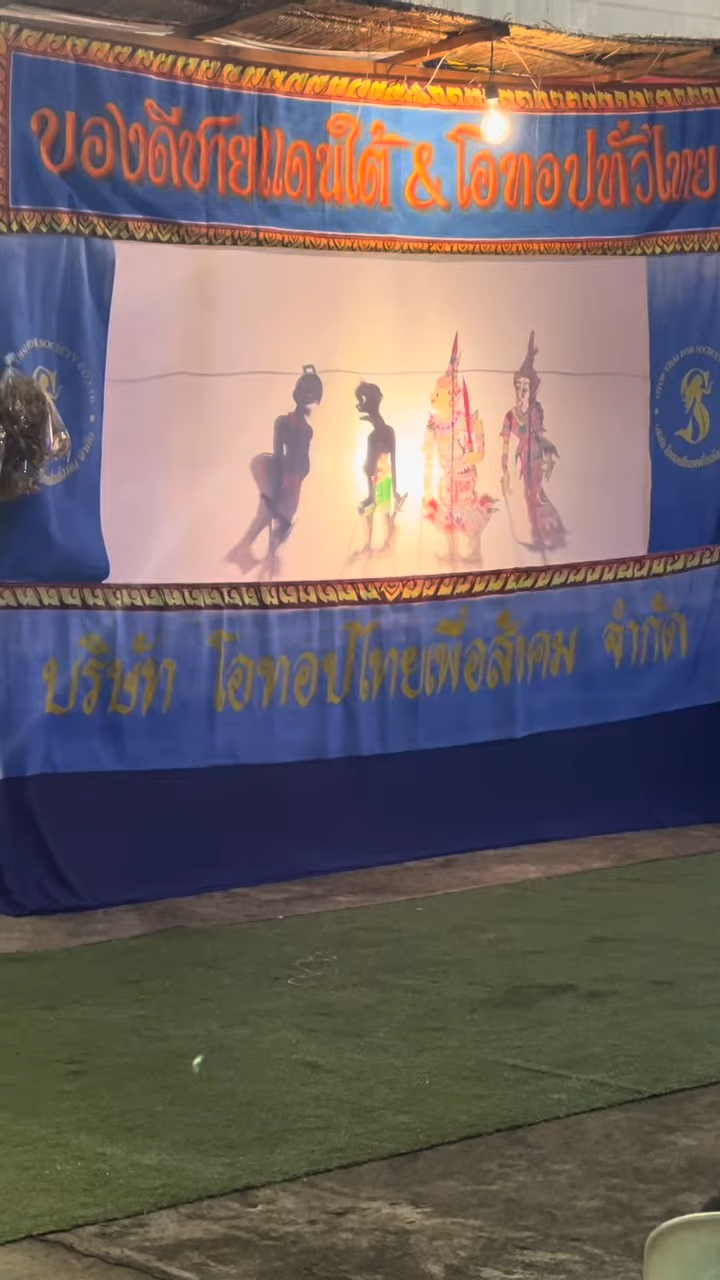 ของดีชายแดนใต้ & โอทอปทั่วไทย
บริษัท โอทอปไทยเพื่อสังคม จำกัด